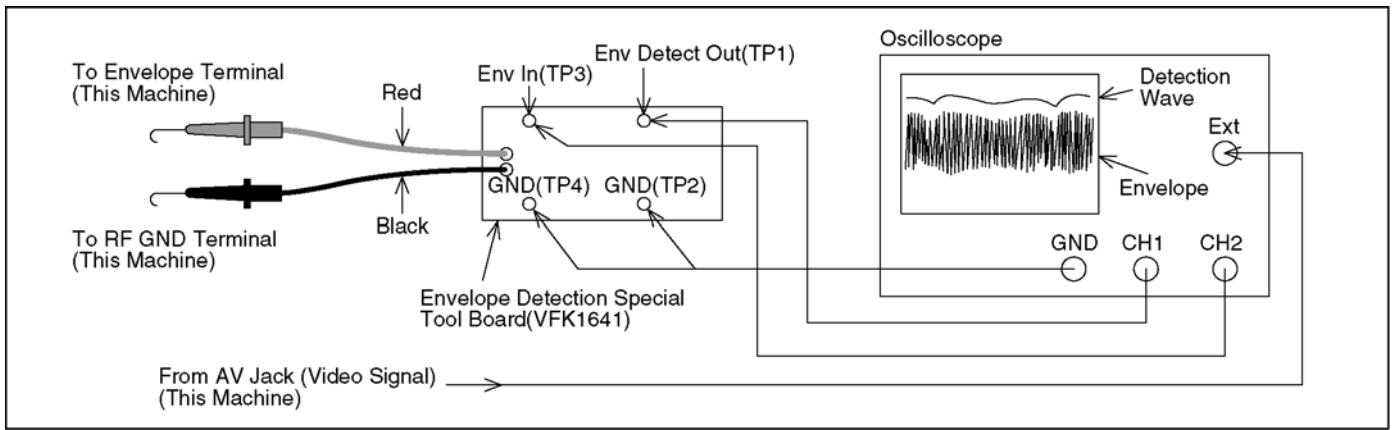 Oscilloscope
Env Detect Out(TP1)
To Envelope Terminal
(This Machine)
Env In(TP3)
Red
Detection
Wave
Ext
GND(TP4)
GND(TP2)
Envelope
Black
To RF GND Terminal
(This Machine)
GND
CH1
CH2
Envelope Detection Special
Tool Board(VFK1641)
From AV Jack (Video Signal)
(This Machine)